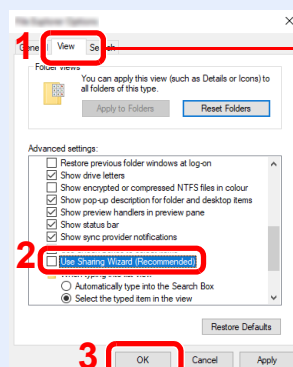 File Explorer Options
1
General
View
Search
Folder views
You can apply this view (such as Details or Icons) to
all folders of this type.
Apply to Folders
Reset Folders
Advanced settings:
Restore previous folder windows at log-on
Show drive letters
Show encrypted or compressed NTFS files in colour
Show pop-up description for folder and desktop items
Show preview handlers in preview pane
Show status bar
Show sync provider notifications
2
Use Sharing Wizard (Recommended)
When typing into list view
Automatically type into the Search Box
Select the typed item in the view
Restore Defaults
3
OK
Cancel
Apply